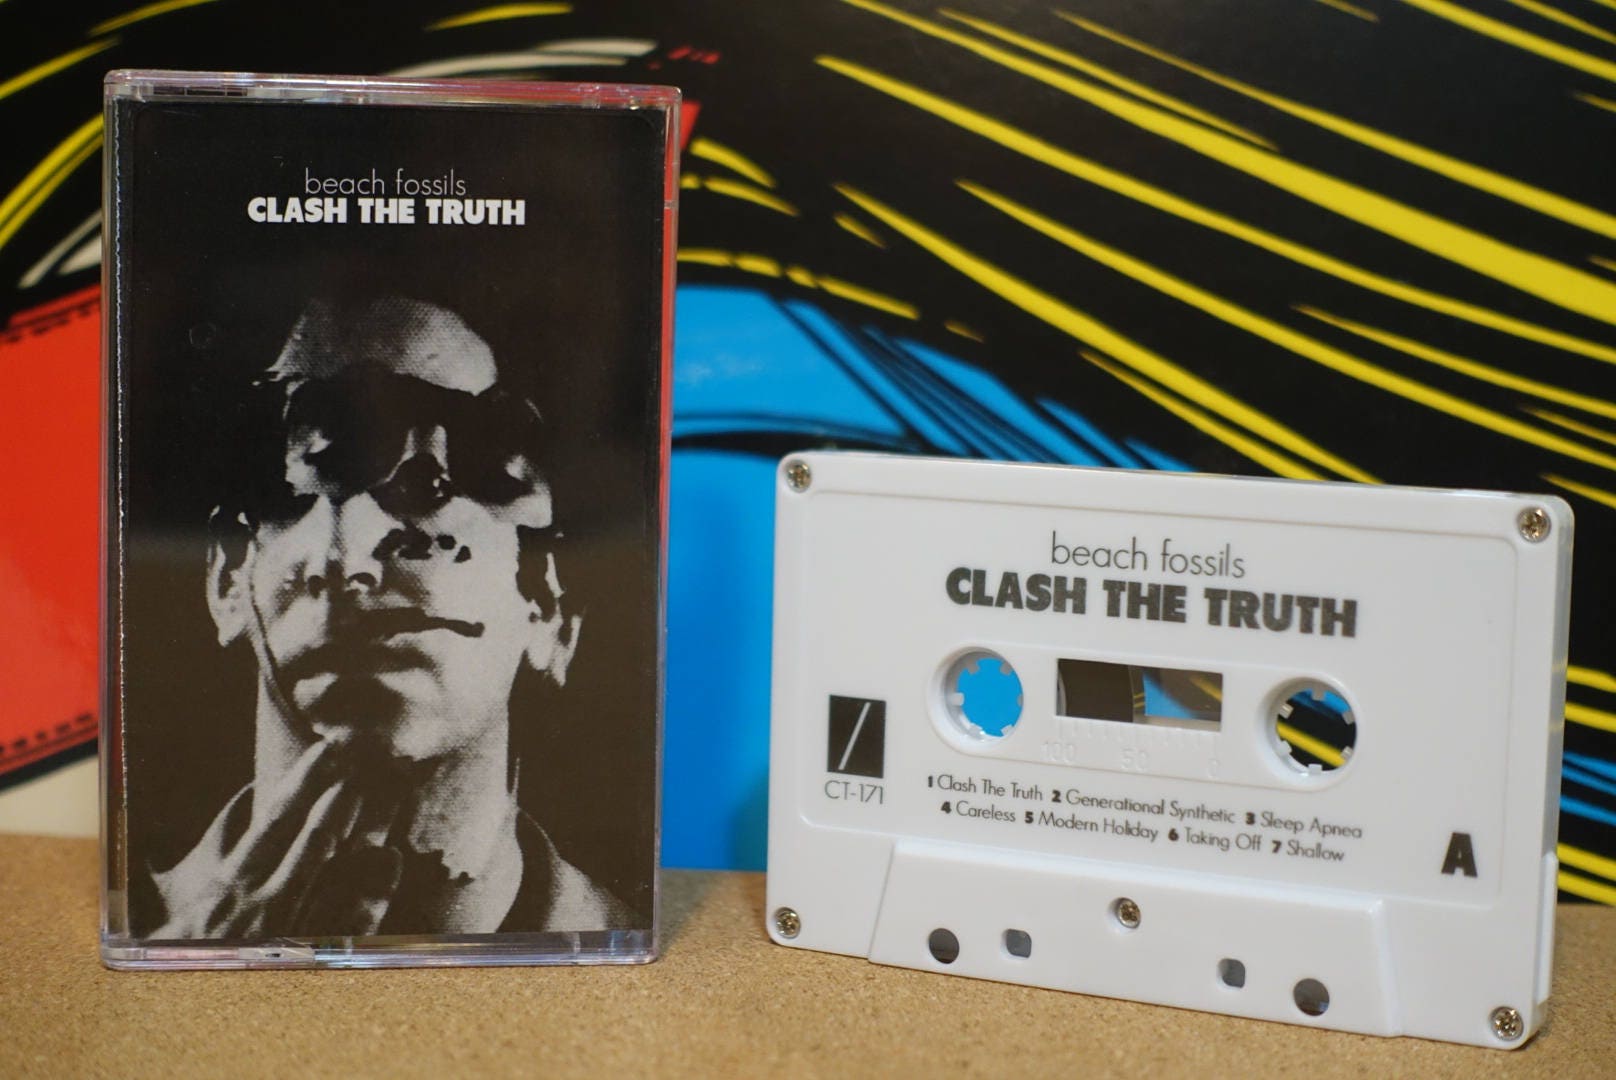 beach fossils
CLASH THE TRUTH
beach fossils
CLASH THE TRUTH
100 50 0
CT-171
1 Clash The Truth 2 Generational Synthetic 3 Sleep Apnea
4 Careless 5 Modern Holiday 6 Taking Off 7 Shallow
A